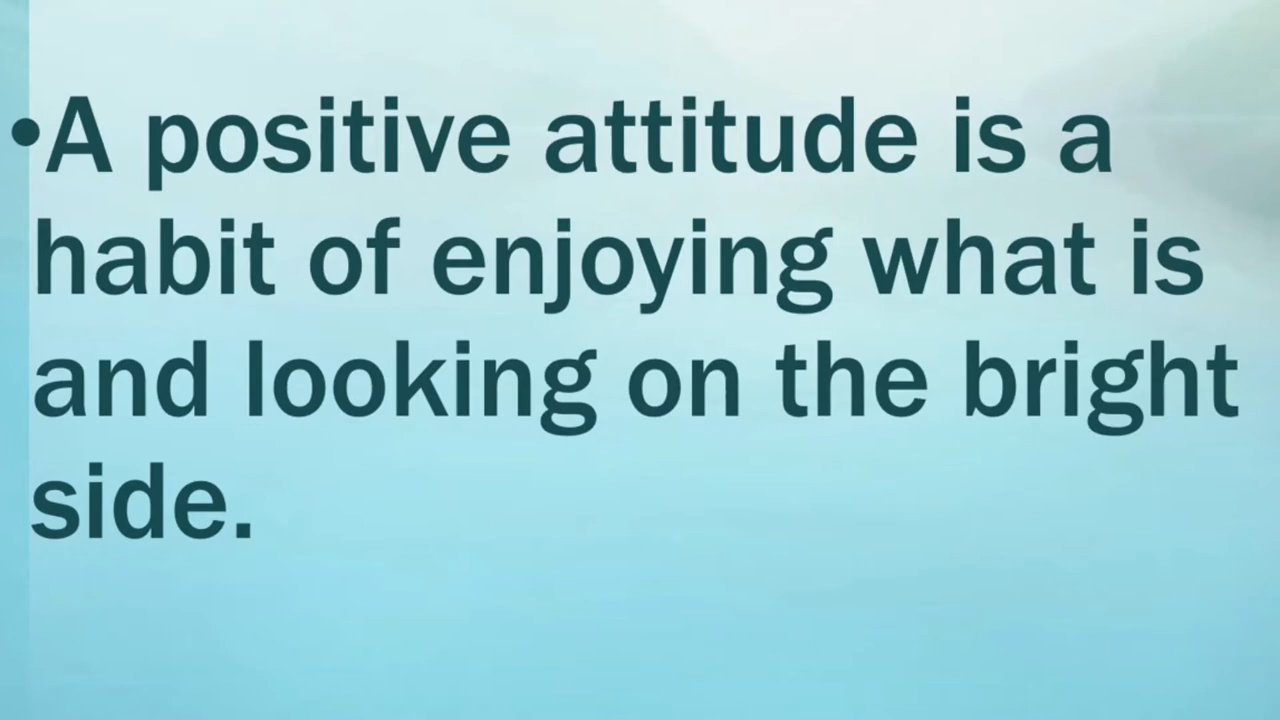 •A positive attitude is a
habit of enjoying what is
and looking on the bright
side.